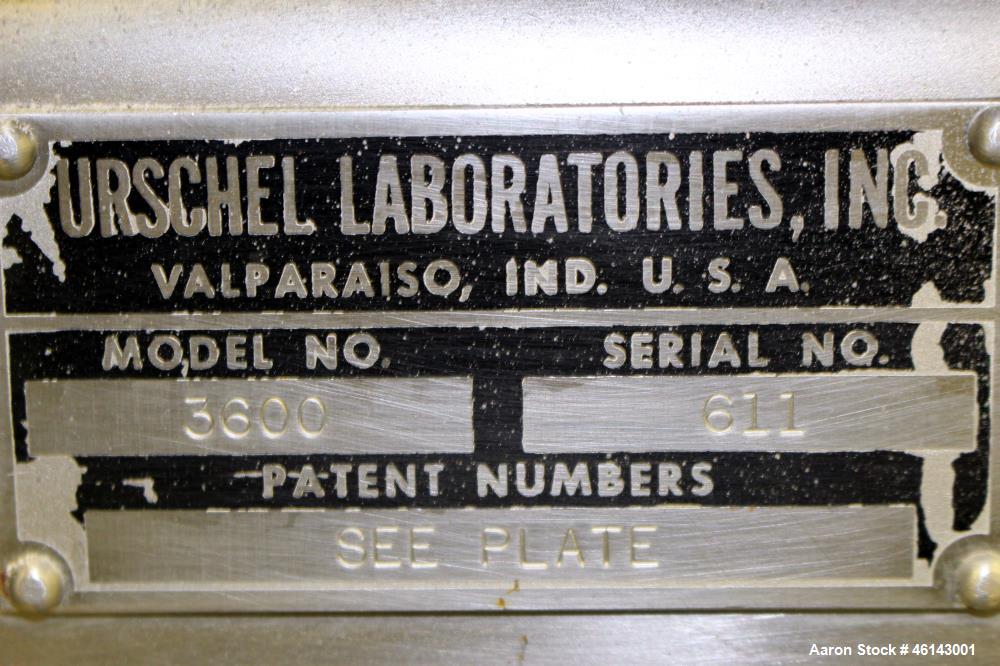 URSCHEL LABORATORIES, INC.
VALPARAISO, IND. U. S. A.
MODEL NO. SERIAL NO.
3600 611
PATENT NUMBERS
SEE PLATE
Aaron Stock # 46143001